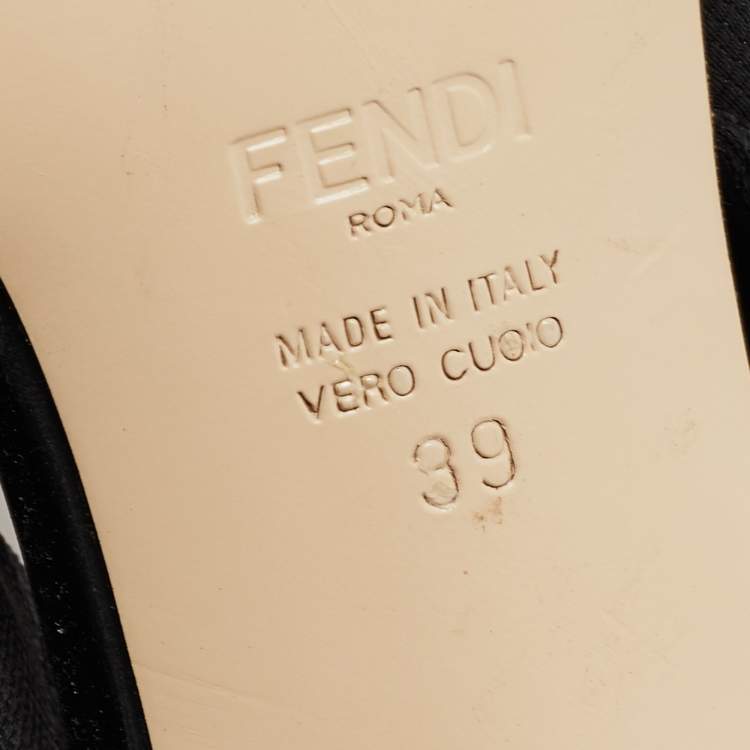 FENDI
ROMA
MADE IN ITALY
VERO CUOIO
39